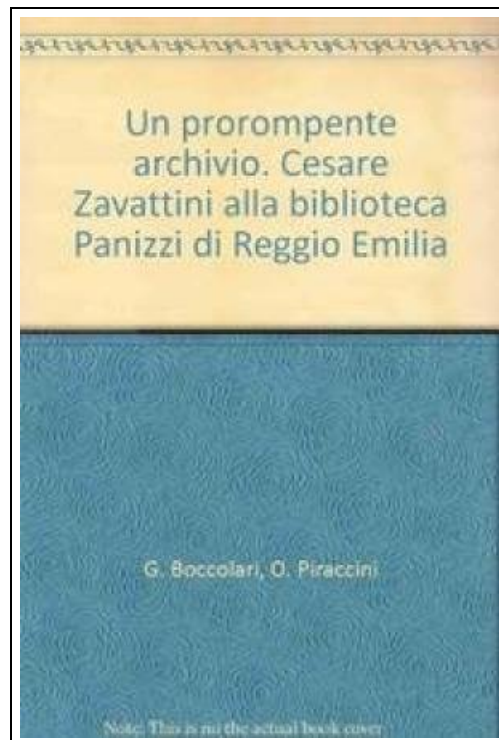 Un prorompente
archivio. Cesare
Zavattini alla biblioteca
Panizzi di Reggio Emilia
G. Boccolari, O. Piraccini
Note: This is not the actual book cover